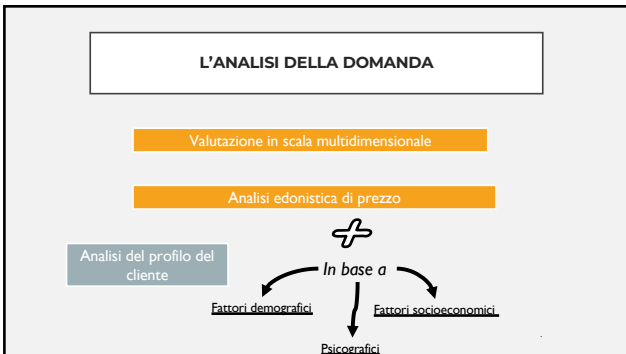 L’ANALISI DELLA DOMANDA
Valutazione in scala multidimensionale
Analisi edonistica di prezzo
Analisi del profilo del
cliente
In base a
Fattori demografici
Fattori socioeconomici
Psicografici